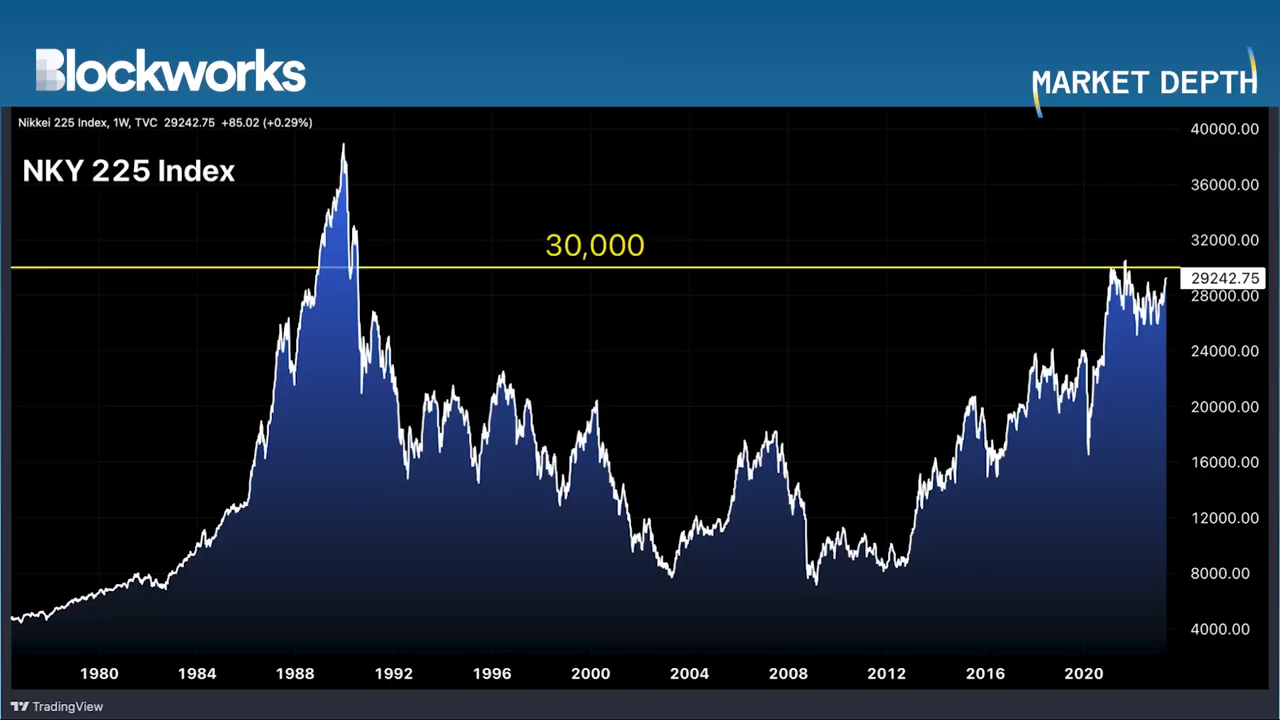 Blockworks
MARKET DEPTH
Nikkei 225 Index, 1W, TVC 29242.75 +85.02 (+0.29%)
NKY 225 Index
30,000
40000.00
36000.00
32000.00
29242.75
28000.00
24000.00
20000.00
16000.00
12000.00
8000.00
4000.00
1980 1984 1988 1992 1996 2000 2004 2008 2012 2016 2020
TradingView